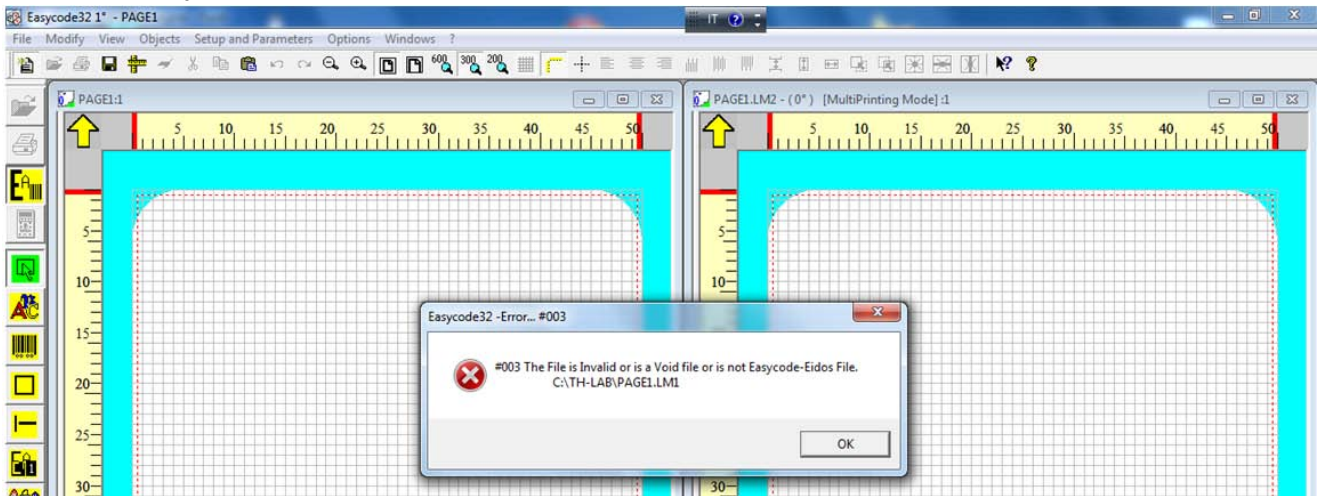 Easycode32 1* - PAGE1
IT
File Modify View Objects Setup and Parameters Options Windows ?
600 300 200
PAGE1:1
PAGE1.LM2 - ( 0° ) [MultiPrinting Mode] :1
5 10 15 20 25 30 35 40 45 50
5 10 15 20 25 30 35 40 45 50
5 5
10 10
Easycode32 -Error... #003
15
#003 The File is Invalid or is a Void file or is not Easycode-Eidos File.
C:\TH-LAB\PAGE1.LM1
20
25
OK
30 30